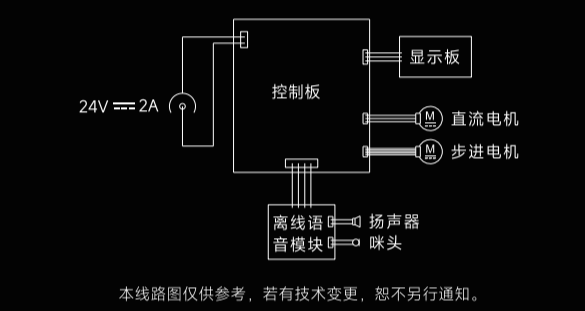 显示板
控制板
24V⎓2A
M
直流电机
M
步进电机
离线语
音模块
扬声器
咪头
本线路图仅供参考，若有技术变更，恕不另行通知。